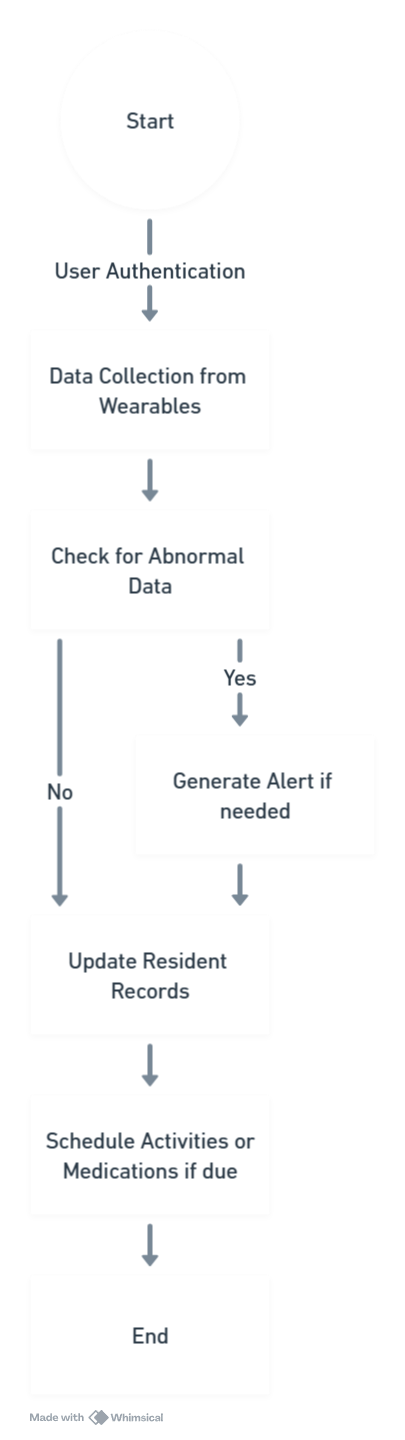 Start
User Authentication
Data Collection from
Wearables
Check for Abnormal
Data
Yes
No
Generate Alert if
needed
Update Resident
Records
Schedule Activities or
Medications if due
End
Made with Whimsical